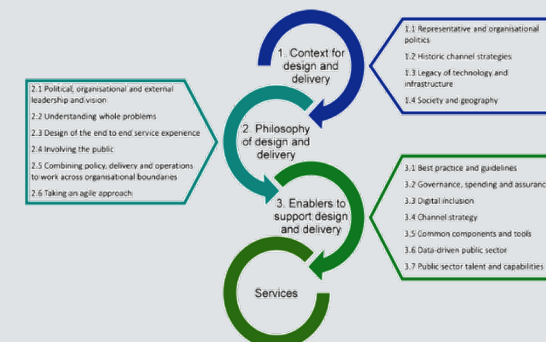 1. Context for
design and
delivery
1.1 Representative and organisational
politics
1.2 Historic channel strategies
1.3 Legacy of technology and
infrastructure
1.4 Society and geography
2.1 Political, organisational and external
leadership and vision
2.2 Understanding whole problems
2.3 Design of the end to end service experience
2.4 Involving the public
2.5 Combining policy, delivery and operations
to work across organisational boundaries
2.6 Taking an agile approach
2. Philosophy
of design and
delivery
3. Enablers to
support design
and delivery
3.1 Best practice and guidelines
3.2 Governance, spending and assuranc
3.3 Digital inclusion
3.4 Channel strategy
3.5 Common components and tools
3.6 Data-driven public sector
3.7 Public sector talent and capabilities
Services